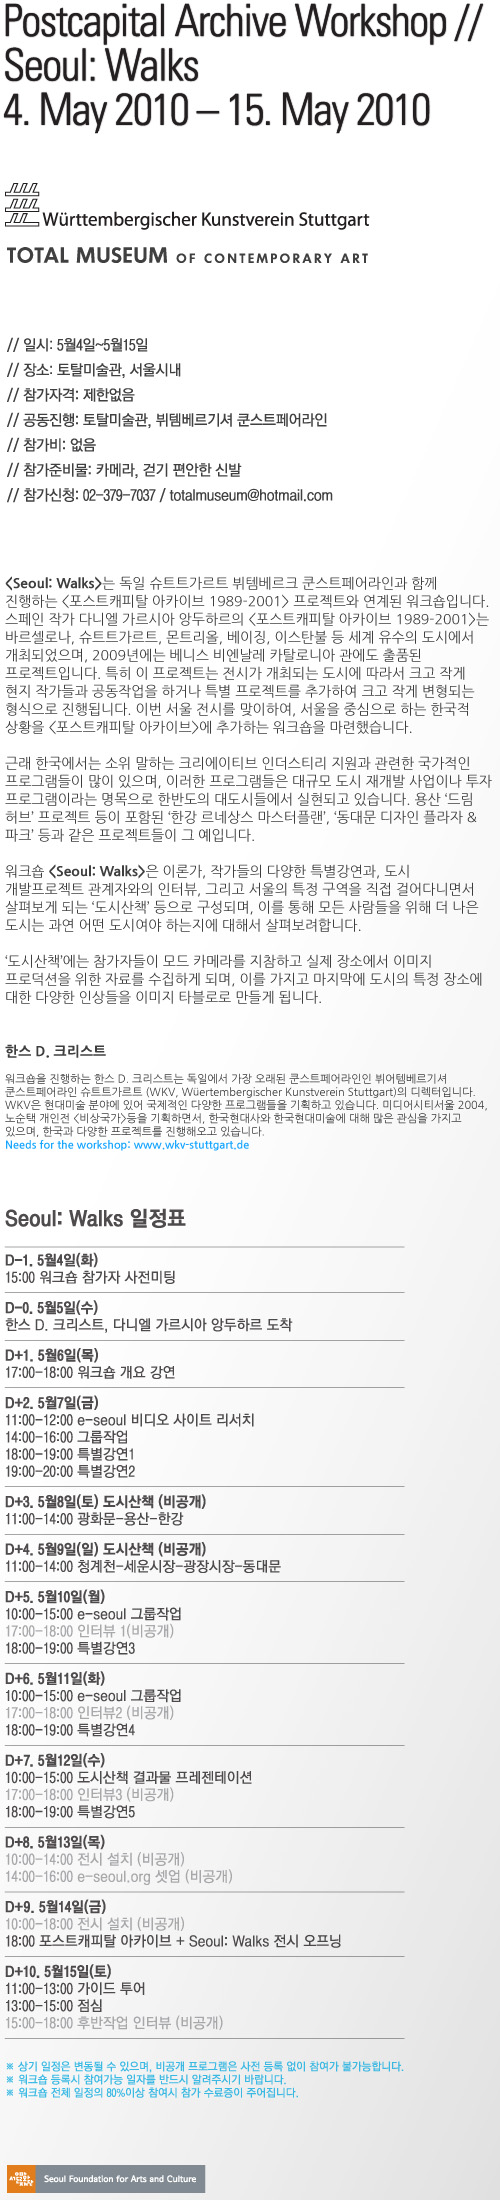 Postcapital Archive Workshop //
Seoul: Walks
4. May 2010 – 15. May 2010
Württembergischer Kunstverein Stuttgart
TOTAL MUSEUM OF CONTEMPORARY ART
// 일시: 5월4일~5월15일
// 장소: 토탈미술관, 서울시내
// 참가자격: 제한없음
// 공동진행: 토탈미술관, 뷔템베르기셔 쿤스트페어라인
// 참가비: 없음
// 참가준비물: 카메라, 걷기 편안한 신발
// 참가신청: 02-379-7037 / totalmuseum@hotmail.com
<Seoul: Walks>는 독일 슈트트가르트 뷔템베르크 쿤스트페어라인과 함께
진행하는 <포스트캐피탈 아카이브 1989-2001> 프로젝트와 연계된 워크숍입니다.
스페인 작가 다니엘 가르시아 앙두하르의 <포스트캐피탈 아카이브 1989-2001>는
바르셀로나, 슈트트가르트, 몬트리올, 베이징, 이스탄불 등 세계 유수의 도시에서
개최되었으며, 2009년에는 베니스 비엔날레 카탈로니아 관에도 출품된
프로젝트입니다. 특히 이 프로젝트는 전시가 개최되는 도시에 따라서 크고 작게
현지 작가들과 공동작업을 하거나 특별 프로젝트를 추가하여 크고 작게 변형되는
형식으로 진행됩니다. 이번 서울 전시를 맞이하여, 서울을 중심으로 하는 한국적
상황을 <포스트캐피탈 아카이브>에 추가하는 워크숍을 마련했습니다.
근래 한국에서는 소위 말하는 크리에이티브 인더스티리 지원과 관련한 국가적인
프로그램들이 많이 있으며, 이러한 프로그램들은 대규모 도시 재개발 사업이나 투자
프로그램이라는 명목으로 한반도의 대도시들에서 실현되고 있습니다. 용산 ‘드림
허브’ 프로젝트 등이 포함된 ‘한강 르네상스 마스터플랜’, ‘동대문 디자인 플라자 &
파크’ 등과 같은 프로젝트들이 그 예입니다.
워크숍 <Seoul: Walks>은 이론가, 작가들의 다양한 특별강연과, 도시
개발프로젝트 관계자와의 인터뷰, 그리고 서울의 특정 구역을 직접 걸어다니면서
살펴보게 되는 ‘도시산책’ 등으로 구성되며, 이를 통해 모든 사람들을 위해 더 나은
도시는 과연 어떤 도시여야 하는지에 대해서 살펴보려합니다.
‘도시산책’에는 참가자들이 모드 카메라를 지참하고 실제 장소에서 이미지
프로덕션을 위한 자료를 수집하게 되며, 이를 가지고 마지막에 도시의 특정 장소에
대한 다양한 인상들을 이미지 타블로로 만들게 됩니다.
한스 D. 크리스트
워크숍을 진행하는 한스 D. 크리스트는 독일에서 가장 오래된 쿤스트페어라인인 뷔어템베르기셔
쿤스트페어라인 슈트트가르트 (WKV, Wüertembergischer Kunstverein Stuttgart)의 디렉터입니다.
WKV은 현대미술 분야에 있어 국제적인 다양한 프로그램들을 기획하고 있습니다. 미디어시티서울 2004,
노순택 개인전 <비상국가>등을 기획하면서, 한국현대사와 한국현대미술에 대해 많은 관심을 가지고
있으며, 한국과 다양한 프로젝트를 진행해오고 있습니다.
Needs for the workshop: www.wkv-stuttgart.de
Seoul: Walks 일정표
D-1. 5월4일(화)
15:00 워크숍 참가자 사전미팅
D-0. 5월5일(수)
한스 D. 크리스트, 다니엘 가르시아 앙두하르 도착
D+1. 5월6일(목)
17:00-18:00 워크숍 개요 강연
D+2. 5월7일(금)
11:00-12:00 e-seoul 비디오 사이트 리서치
14:00-16:00 그룹작업
18:00-19:00 특별강연1
19:00-20:00 특별강연2
D+3. 5월8일(토) 도시산책 (비공개)
11:00-14:00 광화문-용산-한강
D+4. 5월9일(일) 도시산책 (비공개)
11:00-14:00 청계천-세운시장-광장시장-동대문
D+5. 5월10일(월)
10:00-15:00 e-seoul 그룹작업
17:00-18:00 인터뷰 1(비공개)
18:00-19:00 특별강연3
D+6. 5월11일(화)
10:00-15:00 e-seoul 그룹작업
17:00-18:00 인터뷰2 (비공개)
18:00-19:00 특별강연4
D+7. 5월12일(수)
10:00-15:00 도시산책 결과물 프레젠테이션
17:00-18:00 인터뷰3 (비공개)
18:00-19:00 특별강연5
D+8. 5월13일(목)
10:00-14:00 전시 설치 (비공개)
14:00-16:00 e-seoul.org 셋업 (비공개)
D+9. 5월14일(금)
10:00-18:00 전시 설치 (비공개)
18:00 포스트캐피탈 아카이브 + Seoul: Walks 전시 오프닝
D+10. 5월15일(토)
11:00-13:00 가이드 투어
13:00-15:00 점심
15:00-18:00 후반작업 인터뷰 (비공개)
※ 상기 일정은 변동될 수 있으며, 비공개 프로그램은 사전 등록 없이 참여가 불가능합니다.
※ 워크숍 등록시 참여가능 일자를 반드시 알려주시기 바랍니다.
※ 워크숍 전체 일정의 80%이상 참여시 참가 수료증이 주어집니다.
Seoul Foundation for Arts and Culture